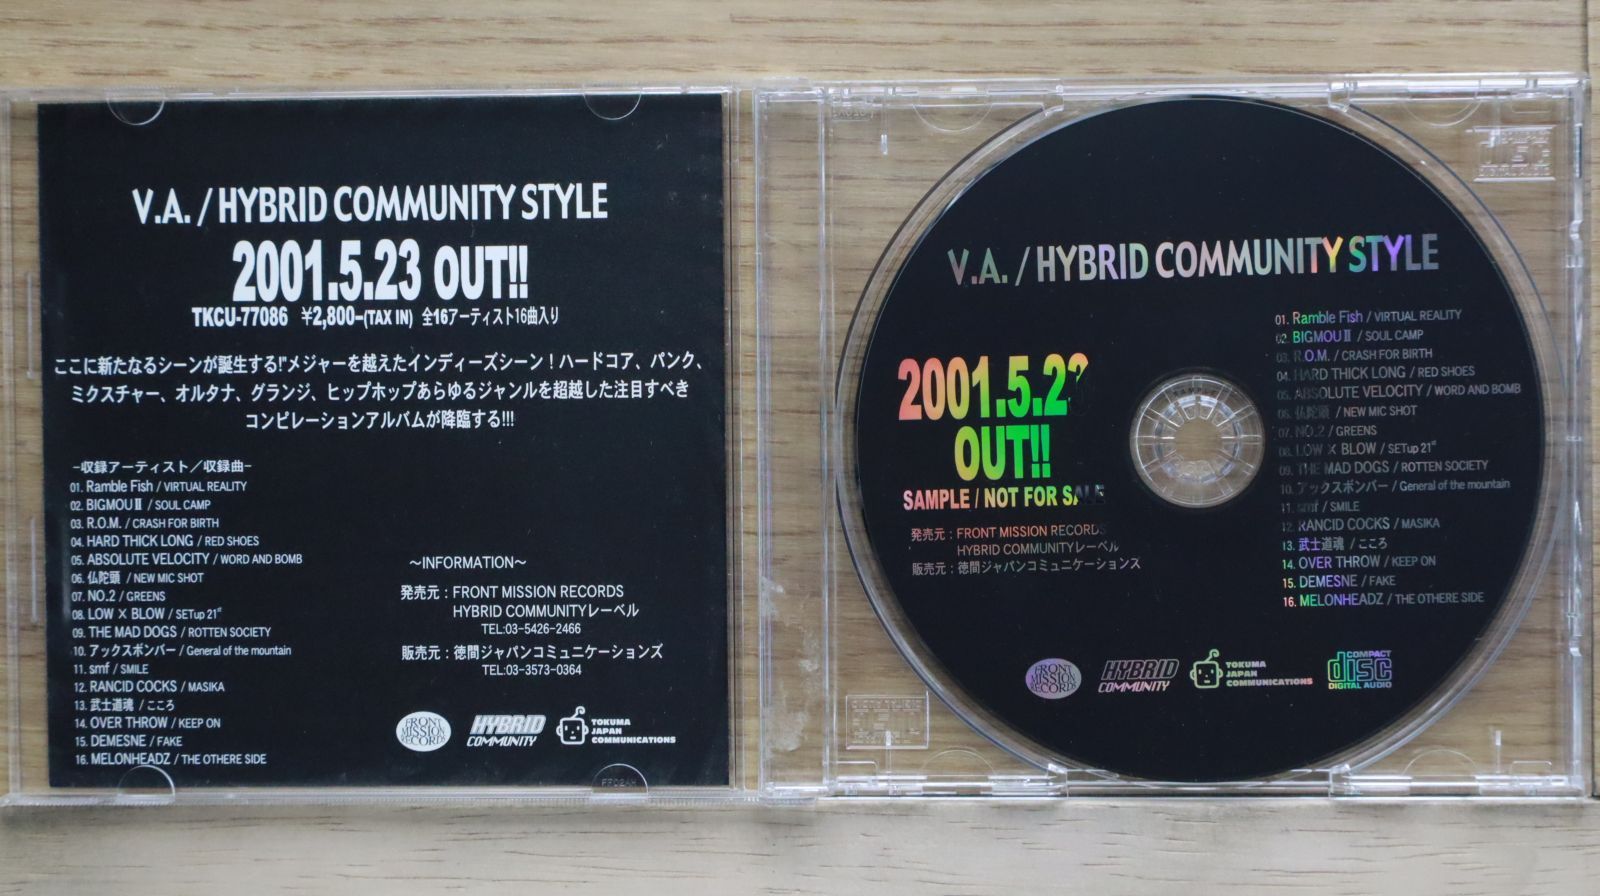 V.A. / HYBRID COMMUNITY STYLE
2001.5.23 OUT!!
TKCU-77086 ¥2,800-(TAX IN) 全16アーティスト16曲入り
ここに新たなるシーンが誕生する!"メジャーを越えたインディーズシーン！ハードコア、パンク、
ミクスチャー、オルタナ、グランジ、ヒップホップあらゆるジャンルを超越した注目すべき
コンピレーションアルバムが降臨する!!!
-収録アーティスト／収録曲-
01. Ramble Fish / VIRTUAL REALITY
02. BIGMOUⅡ / SOUL CAMP
03. R.O.M. / CRASH FOR BIRTH
04. HARD THICK LONG / RED SHOES
05. ABSOLUTE VELOCITY / WORD AND BOMB
06. 仏陀頭 / NEW MIC SHOT
07. NO.2 / GREENS
08. LOW × BLOW / SETup 21st
09. THE MAD DOGS / ROTTEN SOCIETY
10. アックスボンバー / General of the mountain
11. smf / SMILE
12. RANCID COCKS / MASIKA
13. 武士道魂 / こころ
14. OVER THROW / KEEP ON
15. DEMESNE / FAKE
16. MELONHEADZ / THE OTHERE SIDE
～INFORMATION～
発売元：FRONT MISSION RECORDS
HYBRID COMMUNITYレーベル
TEL:03-5426-2466
販売元：徳間ジャパンコミュニケーションズ
TEL:03-3573-0364
FRONT
MISSION
RECORDS
HYBRID
COMMUNITY
TOKUMA
JAPAN
COMMUNICATIONS
V.A. / HYBRID COMMUNITY STYLE
2001.5.23
OUT!!
SAMPLE / NOT FOR SALE
発売元：FRONT MISSION RECORDS
HYBRID COMMUNITYレーベル
販売元：徳間ジャパンコミュニケーションズ
01. Ramble Fish / VIRTUAL REALITY
02. BIGMOUⅡ / SOUL CAMP
03. R.O.M. / CRASH FOR BIRTH
04. HARD THICK LONG / RED SHOES
05. ABSOLUTE VELOCITY / WORD AND BOMB
06. 仏陀頭 / NEW MIC SHOT
07. NO.2 / GREENS
08. LOW × BLOW / SETup 21st
09. THE MAD DOGS / ROTTEN SOCIETY
10. アックスボンバー / General of the mountain
11. smf / SMILE
12. RANCID COCKS / MASIKA
13. 武士道魂 / こころ
14. OVER THROW / KEEP ON
15. DEMESNE / FAKE
16. MELONHEADZ / THE OTHERE SIDE
FRONT
MISSION
RECORDS
HYBRID
COMMUNITY
TOKUMA
JAPAN
COMMUNICATIONS
COMPACT
disc
DIGITAL AUDIO